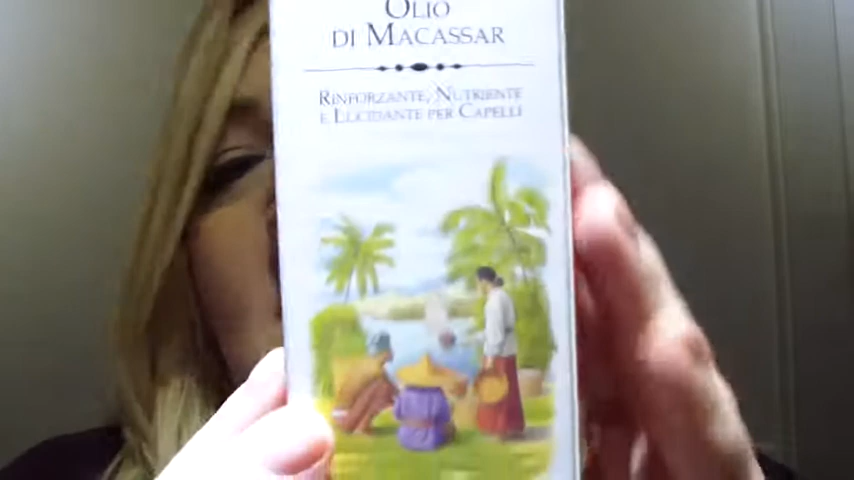 OLIO
DI MACASSAR
RINFORZANTE, NUTRIENTE
E LUCIDANTE PER CAPELLI